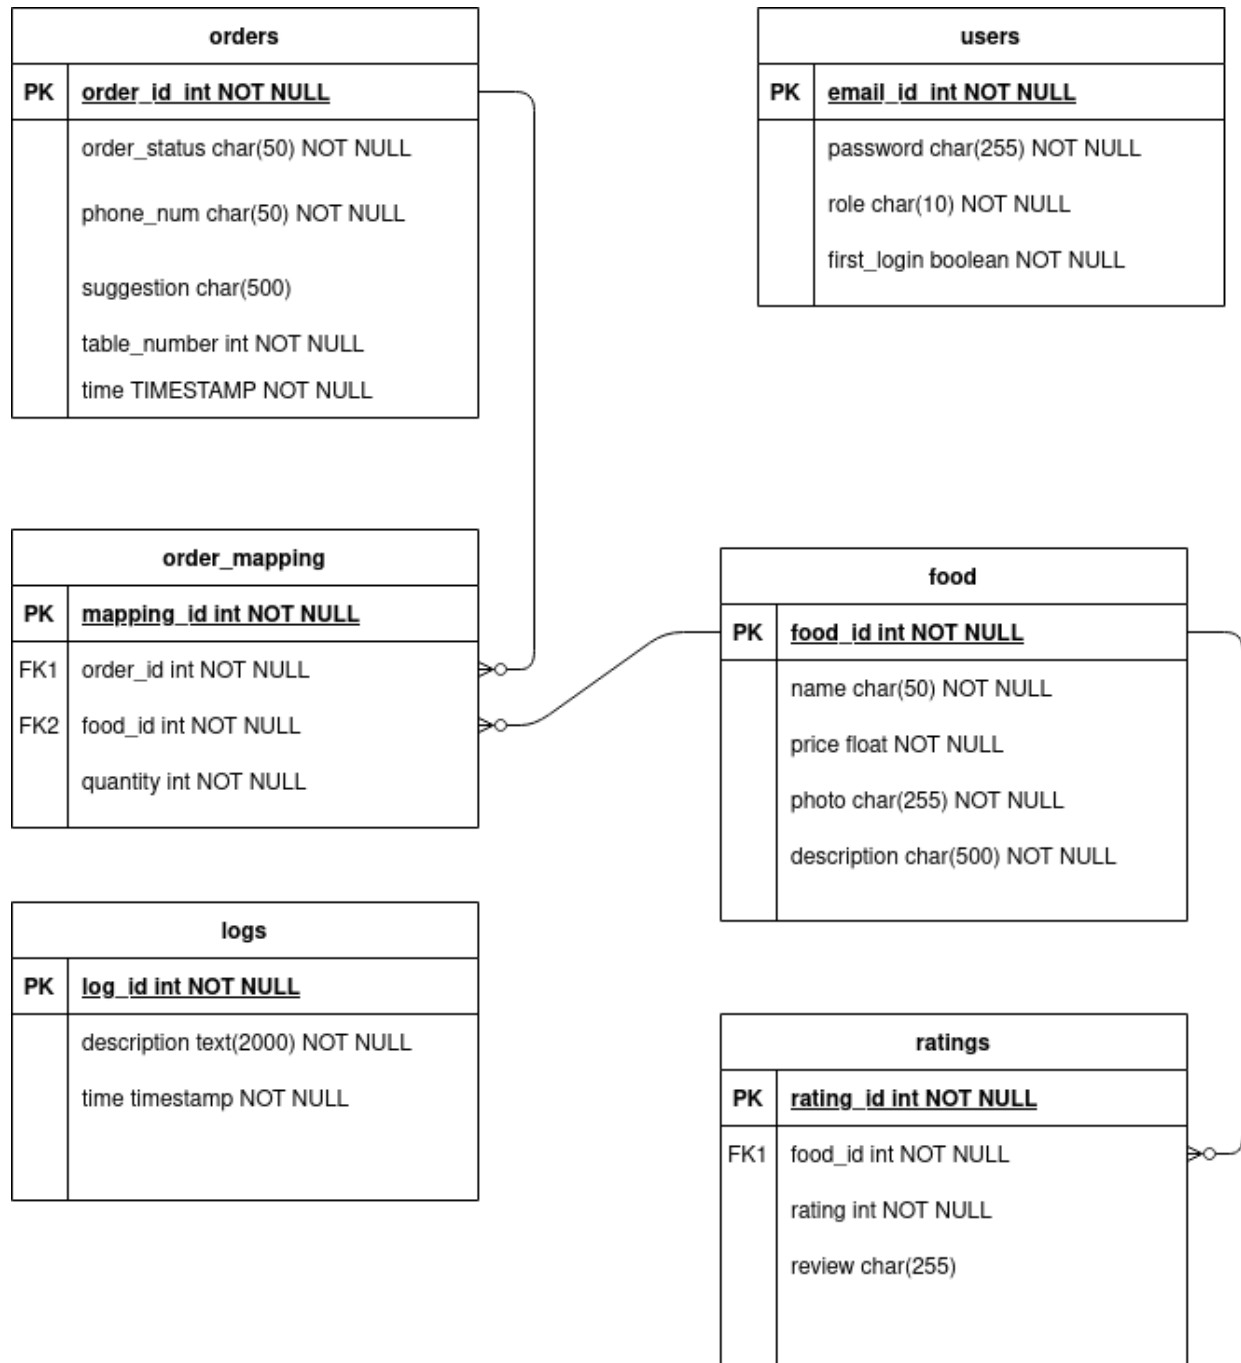 orders
PK order_id int NOT NULL
order_status char(50) NOT NULL
phone_num char(50) NOT NULL
suggestion char(500)
table_number int NOT NULL
time TIMESTAMP NOT NULL
users
PK email_id int NOT NULL
password char(255) NOT NULL
role char(10) NOT NULL
first_login boolean NOT NULL
order_mapping
PK mapping_id int NOT NULL
FK1 order_id int NOT NULL
FK2 food_id int NOT NULL
quantity int NOT NULL
food
PK food_id int NOT NULL
name char(50) NOT NULL
price float NOT NULL
photo char(255) NOT NULL
description char(500) NOT NULL
logs
PK log_id int NOT NULL
description text(2000) NOT NULL
time timestamp NOT NULL
ratings
PK rating_id int NOT NULL
FK1 food_id int NOT NULL
rating int NOT NULL
review char(255)